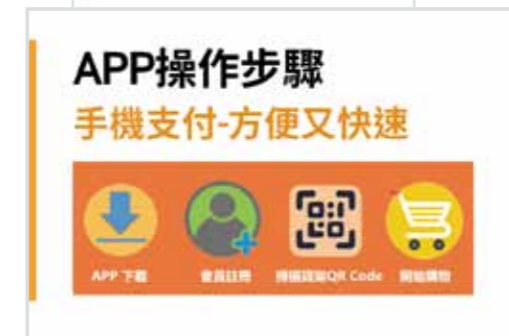 APP操作步驟
手機支付-方便又快速
APP 下載
會員註冊
掃描貨架QR Code
開始購物